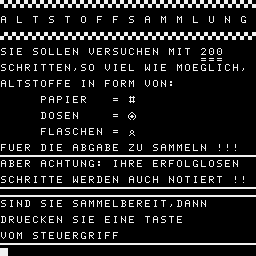 ALTSTOFFSAMMLUNG
SIE SOLLEN VERSUCHEN MIT 200
SCHRITTEN,SO VIEL WIE MOEGLICH,
ALTSTOFFE IN FORM VON:
PAPIER = #
DOSEN =
FLASCHEN =
FUER DIE ABGABE ZU SAMMELN !!!
ABER ACHTUNG: IHRE ERFOLGLOSEN
SCHRITTE WERDEN AUCH NOTIERT !!
SIND SIE SAMMELBEREIT,DANN
DRUECKEN SIE EINE TASTE
VOM STEUERGRIFF